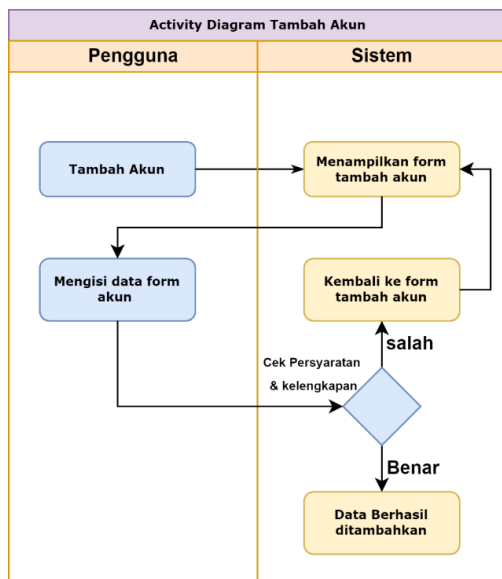 Activity Diagram Tambah Akun
Pengguna
Sistem
Tambah Akun
Menampilkan form
tambah akun
Mengisi data form
akun
Kembali ke form
tambah akun
salah
Cek Persyaratan
& kelengkapan
Benar
Data Berhasil
ditambahkan